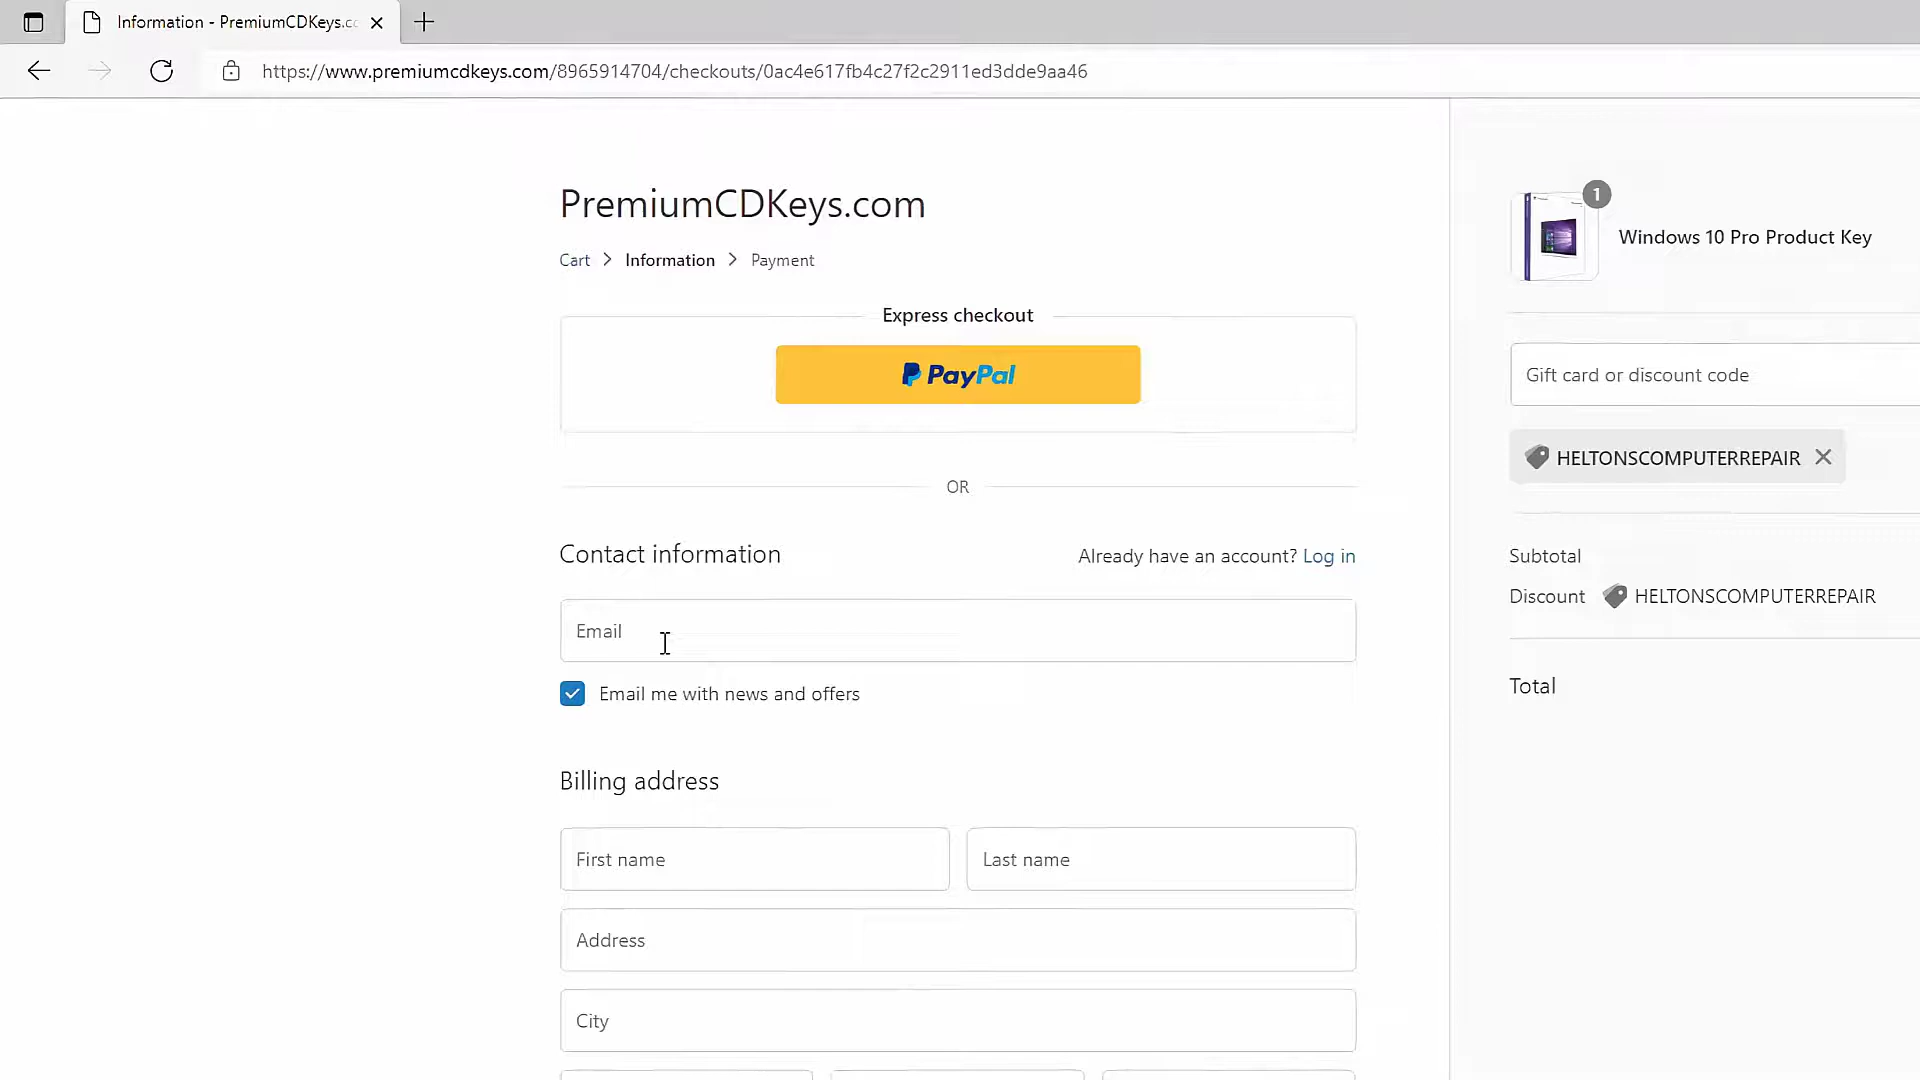 Information - PremiumCDKeys.c
https://www.premiumcdkeys.com/8965914704/checkouts/0ac4e617fb4c27f2c2911ed3dde9aa46
PremiumCDKeys.com
Cart > Information > Payment
Express checkout
PayPal
OR
Contact information
Already have an account? Log in
Email
Email me with news and offers
Billing address
First name
Last name
Address
City
1
Windows 10 Pro Product Key
Gift card or discount code
HELTONSCOMPUTERREPAIR
Subtotal
Discount HELTONSCOMPUTERREPAIR
Total